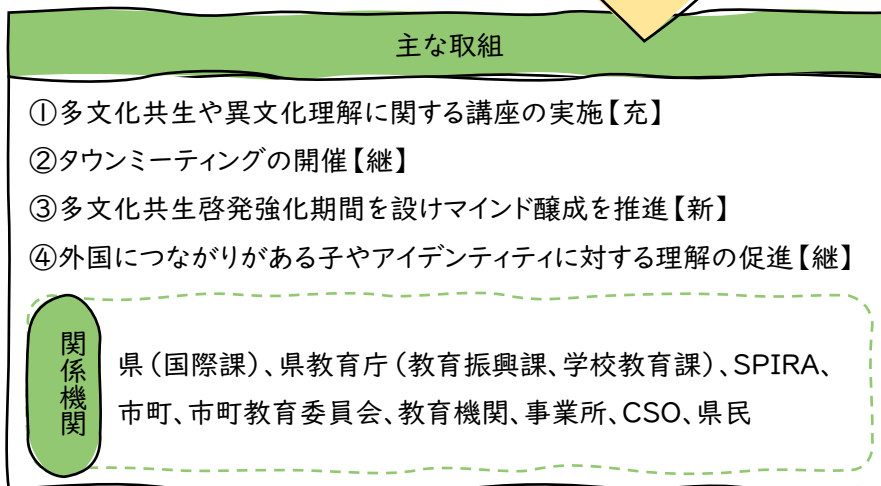 主な取組
①多文化共生や異文化理解に関する講座の実施【充】
②タウンミーティングの開催【継】
③多文化共生啓発強化期間を設けマインド醸成を推進【新】
④外国につながりがある子やアイデンティティに対する理解の促進【継】
関係機関
県（国際課）、県教育庁（教育振興課、学校教育課）、SPIRA、
市町、市町教育委員会、教育機関、事業所、CSO、県民